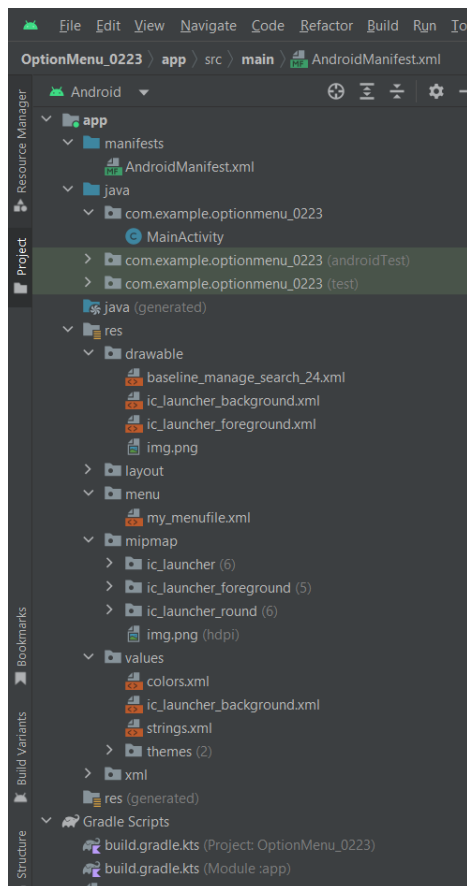 File Edit View Navigate Code Refactor Build Run To
OptionMenu_0223 〉 app 〉 src 〉 main 〉 AndroidManifest.xml
Android
Resource Manager
Project
Bookmarks
Build Variants
Structure
app
manifests
MF AndroidManifest.xml
java
com.example.optionmenu_0223
C MainActivity
com.example.optionmenu_0223 (androidTest)
com.example.optionmenu_0223 (test)
java (generated)
res
drawable
baseline_manage_search_24.xml
ic_launcher_background.xml
ic_launcher_foreground.xml
img.png
layout
menu
my_menufile.xml
mipmap
ic_launcher (6)
ic_launcher_foreground (5)
ic_launcher_round (6)
img.png (hdpi)
values
colors.xml
ic_launcher_background.xml
strings.xml
themes (2)
xml
res (generated)
Gradle Scripts
build.gradle.kts (Project: OptionMenu_0223)
build.gradle.kts (Module :app)